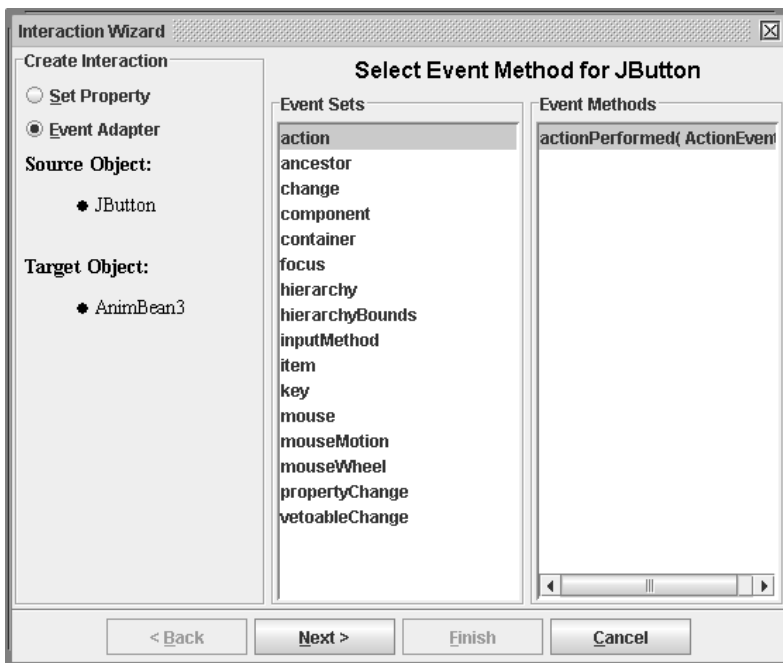 Interaction Wizard
Create Interaction
Set Property
Event Adapter
Source Object:
JButton
Target Object:
AnimBean3
Select Event Method for JButton
Event Sets
action
ancestor
change
component
container
focus
hierarchy
hierarchyBounds
inputMethod
item
key
mouse
mouseMotion
mouseWheel
propertyChange
vetoableChange
Event Methods
actionPerformed( ActionEvent
< Back
Next >
Finish
Cancel